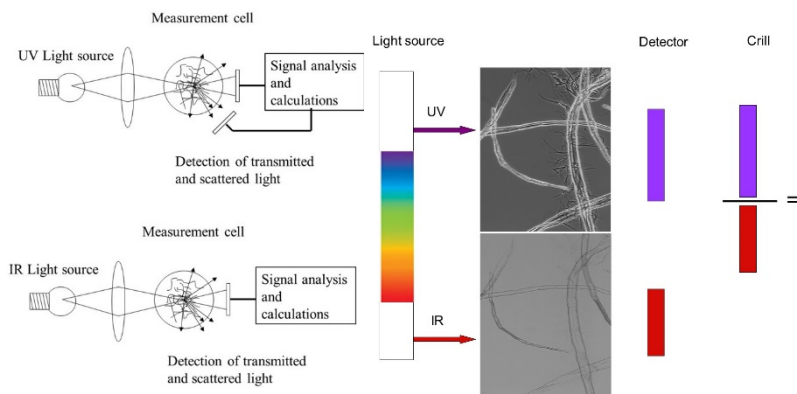 Measurement cell
UV Light source
Signal analysis
and
calculations
Detection of transmitted
and scattered light
Measurement cell
IR Light source
Signal analysis
and
calculations
Detection of transmitted
and scattered light
Light source
Detector
Crill
UV
=
IR